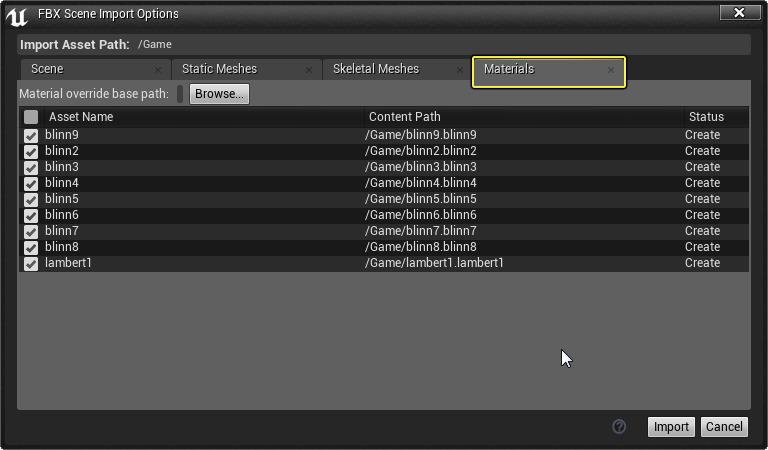 FBX Scene Import Options
Import Asset Path: /Game
Scene Static Meshes Skeletal Meshes Materials
Material override base path: Browse...
Asset Name Content Path Status
blinn9 /Game/blinn9.blinn9 Create
blinn2 /Game/blinn2.blinn2 Create
blinn3 /Game/blinn3.blinn3 Create
blinn4 /Game/blinn4.blinn4 Create
blinn5 /Game/blinn5.blinn5 Create
blinn6 /Game/blinn6.blinn6 Create
blinn7 /Game/blinn7.blinn7 Create
blinn8 /Game/blinn8.blinn8 Create
lambert1 /Game/lambert1.lambert1 Create
Import Cancel